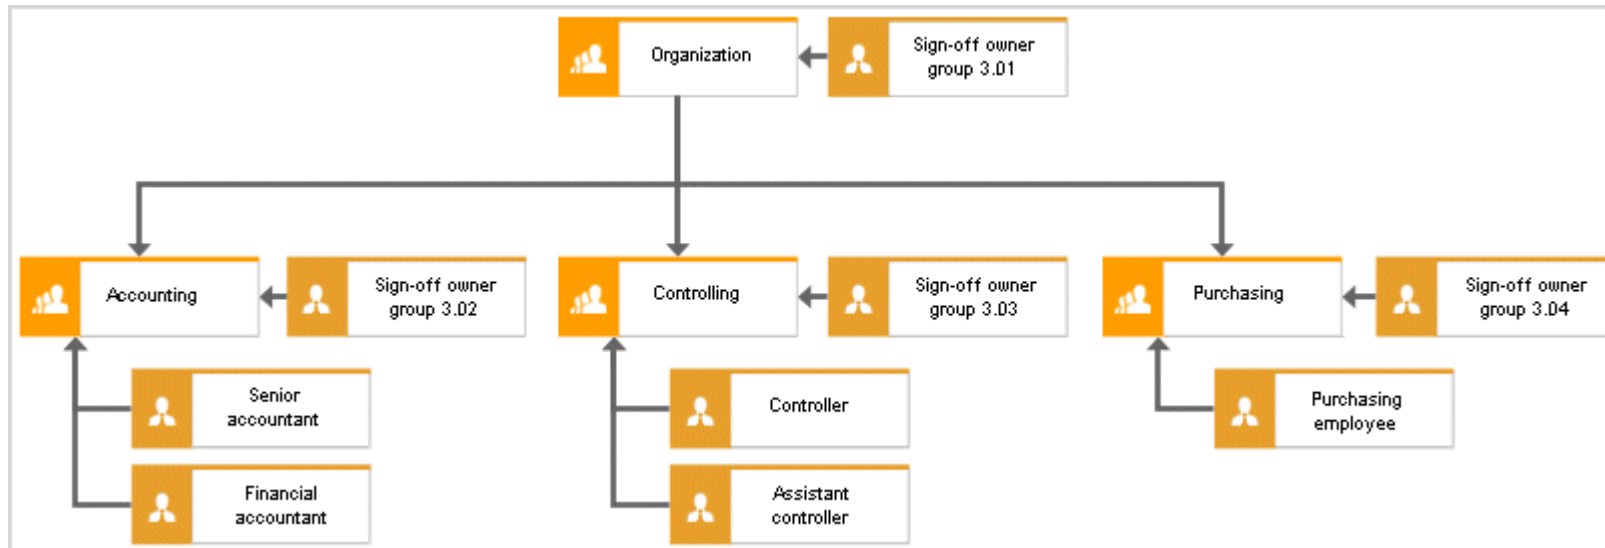 Organization
Sign-off owner
group 3.01
Accounting
Sign-off owner
group 3.02
Controlling
Sign-off owner
group 3.03
Purchasing
Sign-off owner
group 3.04
Senior
accountant
Controller
Purchasing
employee
Financial
accountant
Assistant
controller